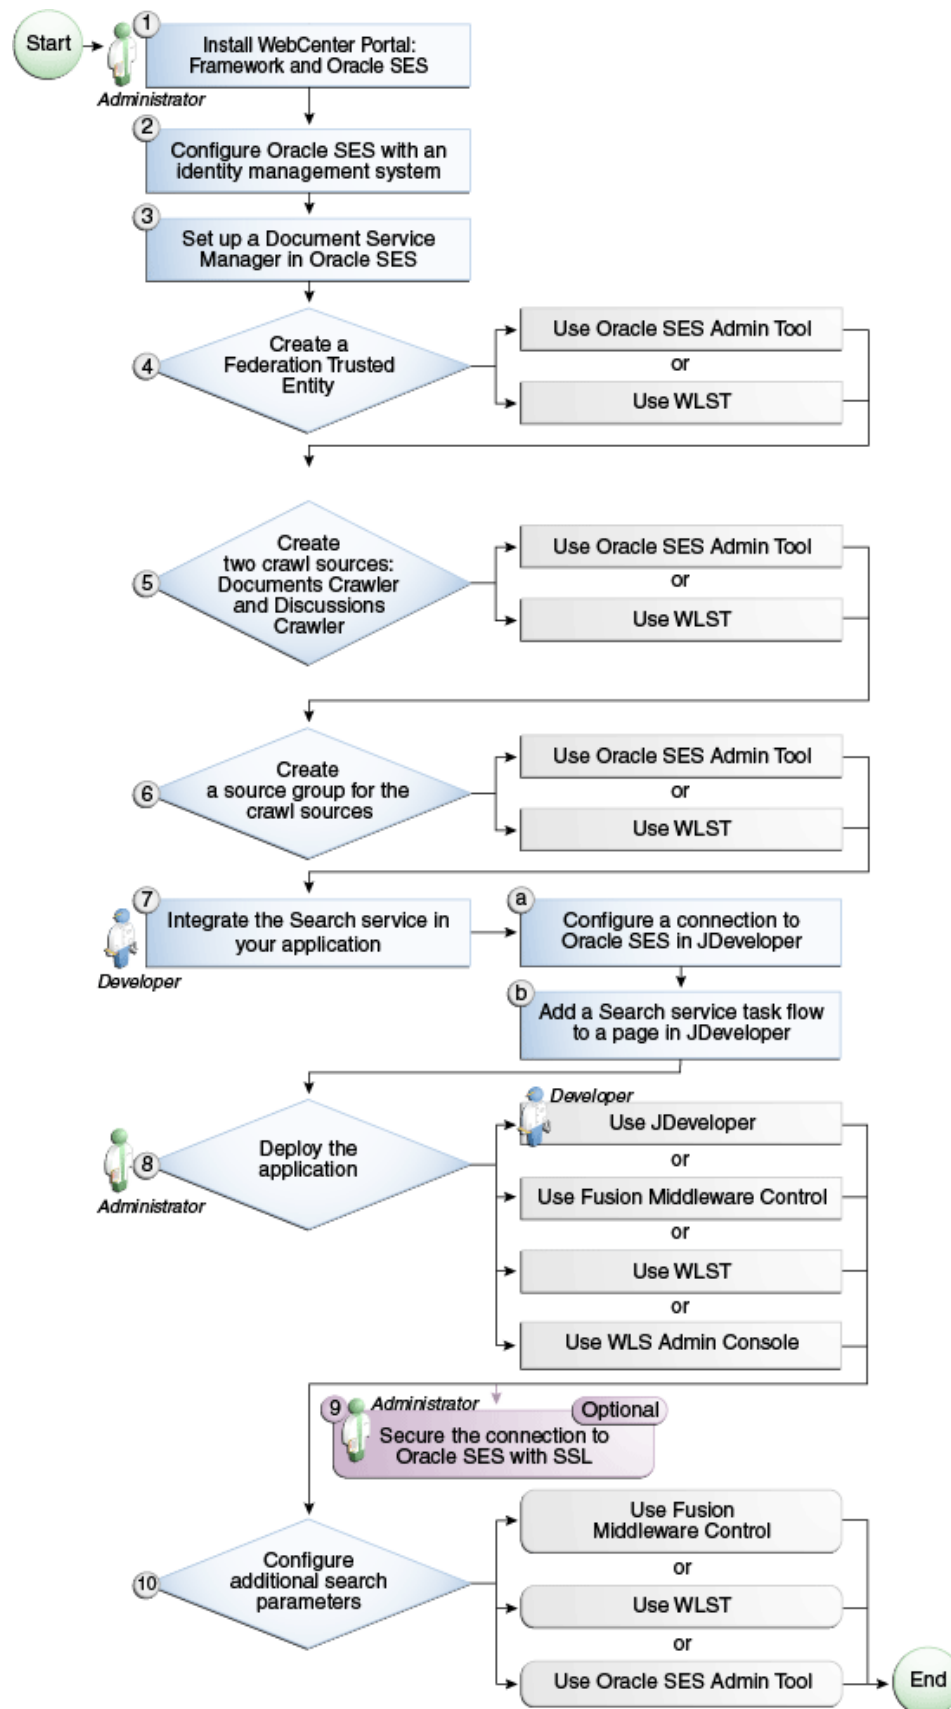 Start
1
Install WebCenter Portal:
Framework and Oracle SES
Administrator
2
Configure Oracle SES with an
identity management system
3
Set up a Document Service
Manager in Oracle SES
4
Create a
Federation Trusted
Entity
Use Oracle SES Admin Tool
or
Use WLST
5
Create
two crawl sources:
Documents Crawler
and Discussions
Crawler
Use Oracle SES Admin Tool
or
Use WLST
6
Create
a source group for the
crawl sources
Use Oracle SES Admin Tool
or
Use WLST
7
Integrate the Search service in
your application
Developer
a
Configure a connection to
Oracle SES in JDeveloper
b
Add a Search service task flow
to a page in JDeveloper
8
Deploy the
application
Administrator
Developer
Use JDeveloper
or
Use Fusion Middleware Control
or
Use WLST
or
Use WLS Admin Console
9
Administrator
Optional
Secure the connection to
Oracle SES with SSL
10
Configure
additional search
parameters
Use Fusion
Middleware Control
or
Use WLST
or
Use Oracle SES Admin Tool
End